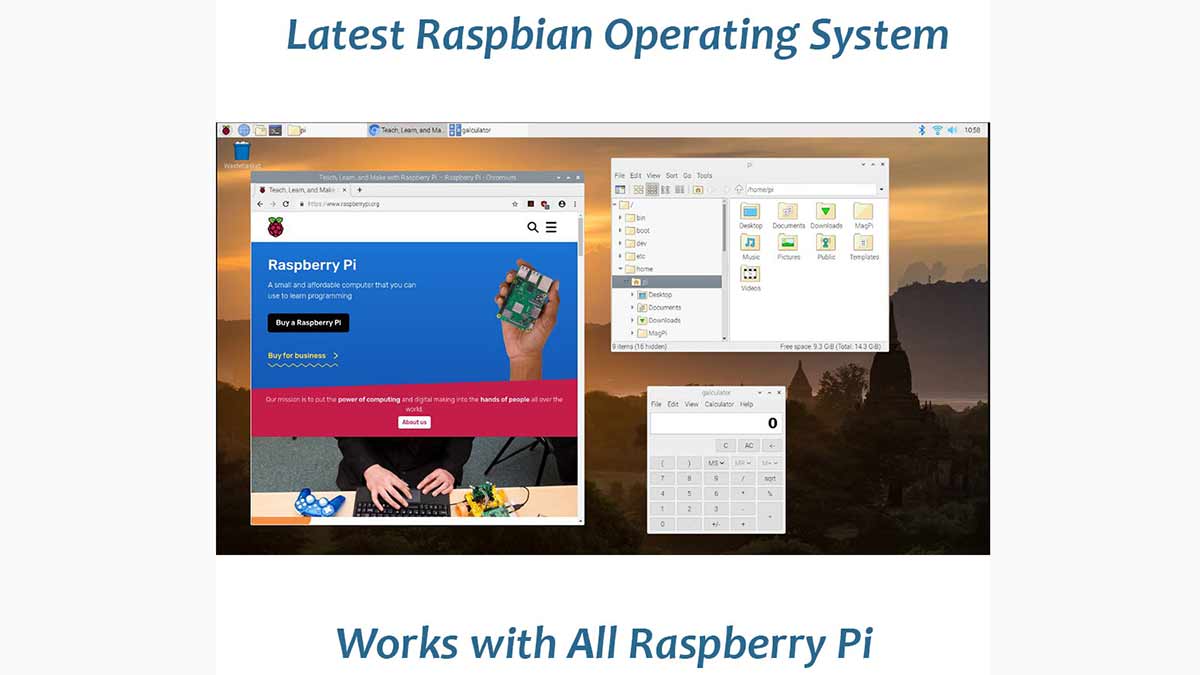 Latest Raspbian Operating System
pi
Teach, Learn, and Ma...
galculator
10:58
Wastebasket
Teach, Learn, and Make with Raspberry Pi – Raspberry Pi - Chromium
Teach, Learn, and Make
https://www.raspberrypi.org
Raspberry Pi
A small and affordable computer that you can
use to learn programming
Buy a Raspberry Pi
Buy for business
Our mission is to put the power of computing and digital making into the hands of people all over the
world.
About us
pi
File Edit View Sort Go Tools
/home/pi
/
bin
boot
dev
etc
home
pi
Desktop
Documents
Downloads
MagPi
Desktop Documents Downloads MagPi
Music Pictures Public Templates
Videos
9 items (16 hidden)
Free space: 9.3 GiB (Total: 14.3 GiB)
galculator
File Edit View Calculator Help
0
C AC ←
( ) MS MR M+
7 8 9 / sqrt
4 5 6 * %
1 2 3 -
0 . +/- + =
Works with All Raspberry Pi